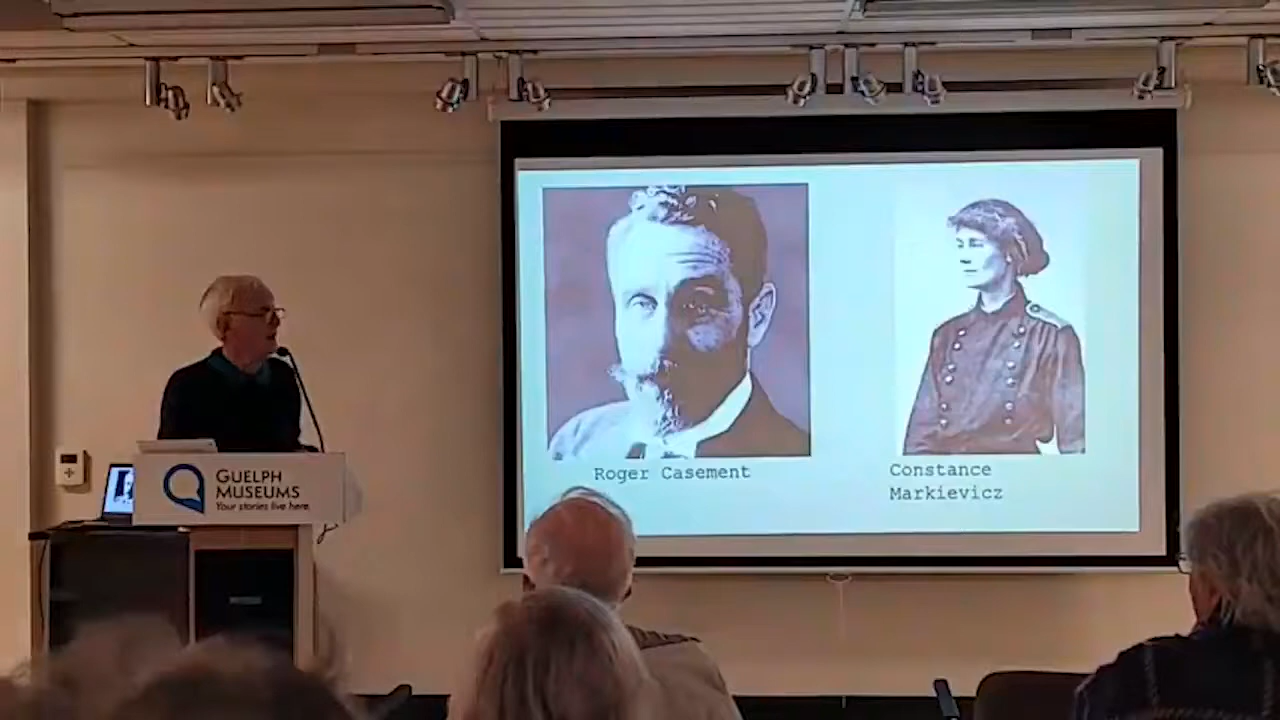 Roger Casement
Constance
Markievicz
GUELPH
MUSEUMS
Your stories live here.